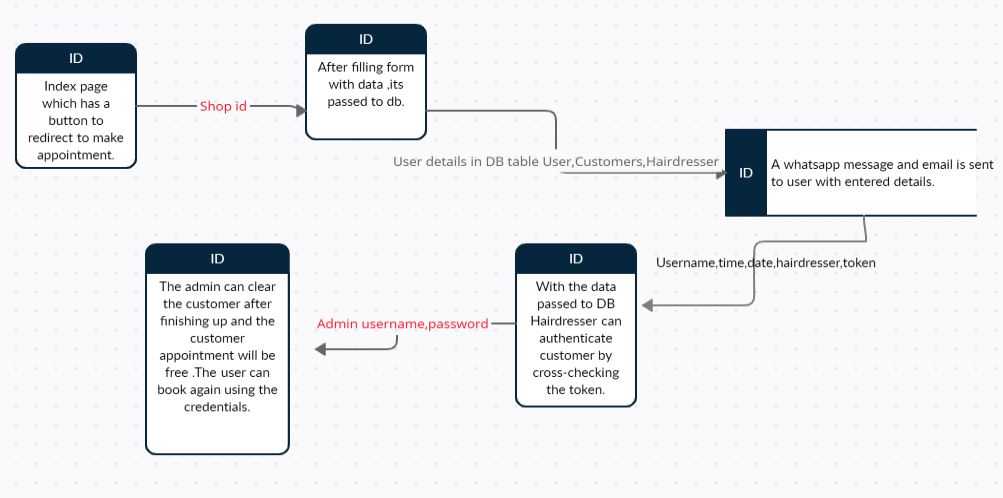 ID
Index page
which has a
button to
redirect to make
appointment.
Shop id
ID
After filling form
with data ,its
passed to db.
User details in DB table User,Customers,Hairdresser
ID
A whatsapp message and email is sent
to user with entered details.
Username,time,date,hairdresser,token
ID
With the data
passed to DB
Hairdresser can
authenticate
customer by
cross-checking
the token.
Admin username,password
ID
The admin can clear
the customer after
finishing up and the
customer
appointment will be
free .The user can
book again using the
credentials.